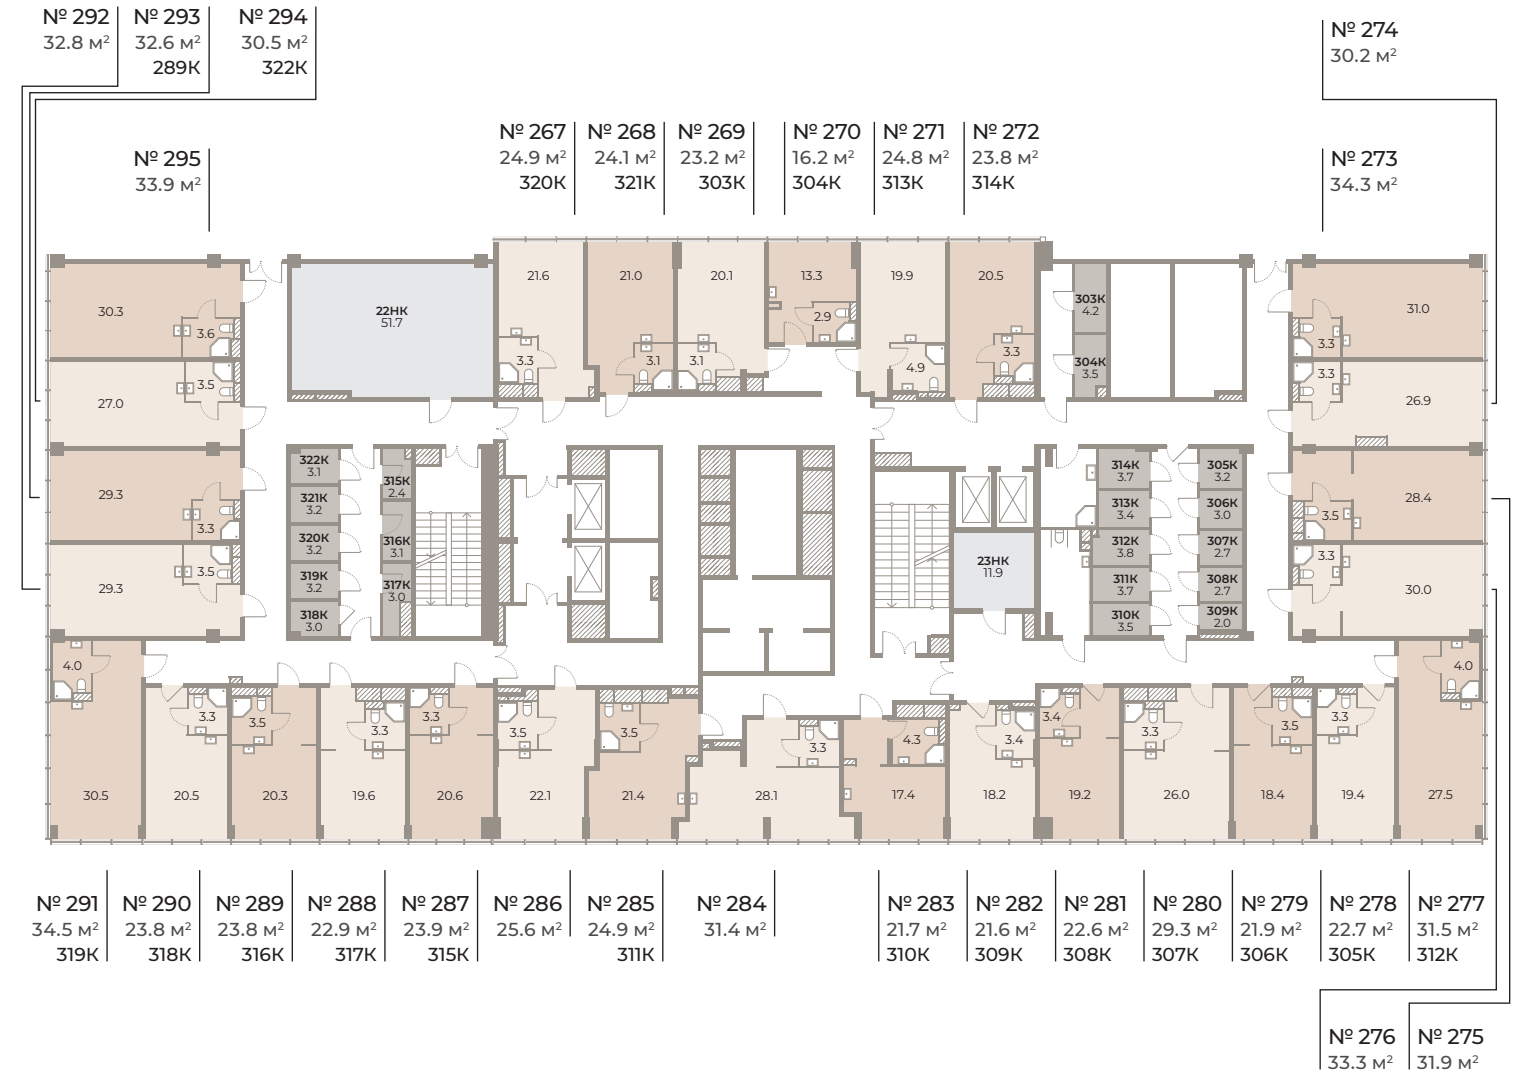 № 292
32.8 м²
№ 293
32.6 м²
289К
№ 294
30.5 м²
322К
№ 274
30.2 м²
№ 295
33.9 м²
№ 267
24.9 м²
320К
№ 268
24.1 м²
321К
№ 269
23.2 м²
303К
№ 270
16.2 м²
304К
№ 271
24.8 м²
313К
№ 272
23.8 м²
314К
№ 273
34.3 м²
30.3
3.6
22НК
51.7
21.6
3.3
21.0
3.1
20.1
3.1
13.3
2.9
19.9
4.9
20.5
3.3
303К
4.2
304К
3.5
31.0
3.3
27.0
3.5
3.3
26.9
29.3
3.3
322К
3.1
321К
3.2
320К
3.2
319К
3.2
318К
3.0
315К
2.4
316К
3.1
317К
3.0
23НК
11.9
314К
3.7
313К
3.4
312К
3.8
311К
3.7
310К
3.5
305К
3.2
306К
3.0
307К
2.7
308К
2.7
309К
2.0
28.4
3.5
29.3
3.5
3.3
30.0
4.0
30.5
3.3
20.5
3.5
20.3
3.3
19.6
3.3
20.6
3.5
22.1
3.5
21.4
3.3
28.1
4.3
17.4
3.4
18.2
3.4
19.2
3.3
26.0
3.5
18.4
3.3
19.4
4.0
27.5
№ 291
34.5 м²
319К
№ 290
23.8 м²
318К
№ 289
23.8 м²
316К
№ 288
22.9 м²
317К
№ 287
23.9 м²
315К
№ 286
25.6 м²
№ 285
24.9 м²
311К
№ 284
31.4 м²
№ 283
21.7 м²
310К
№ 282
21.6 м²
309К
№ 281
22.6 м²
308К
№ 280
29.3 м²
307К
№ 279
21.9 м²
306К
№ 278
22.7 м²
305К
№ 277
31.5 м²
312К
№ 276
33.3 м²
№ 275
31.9 м²